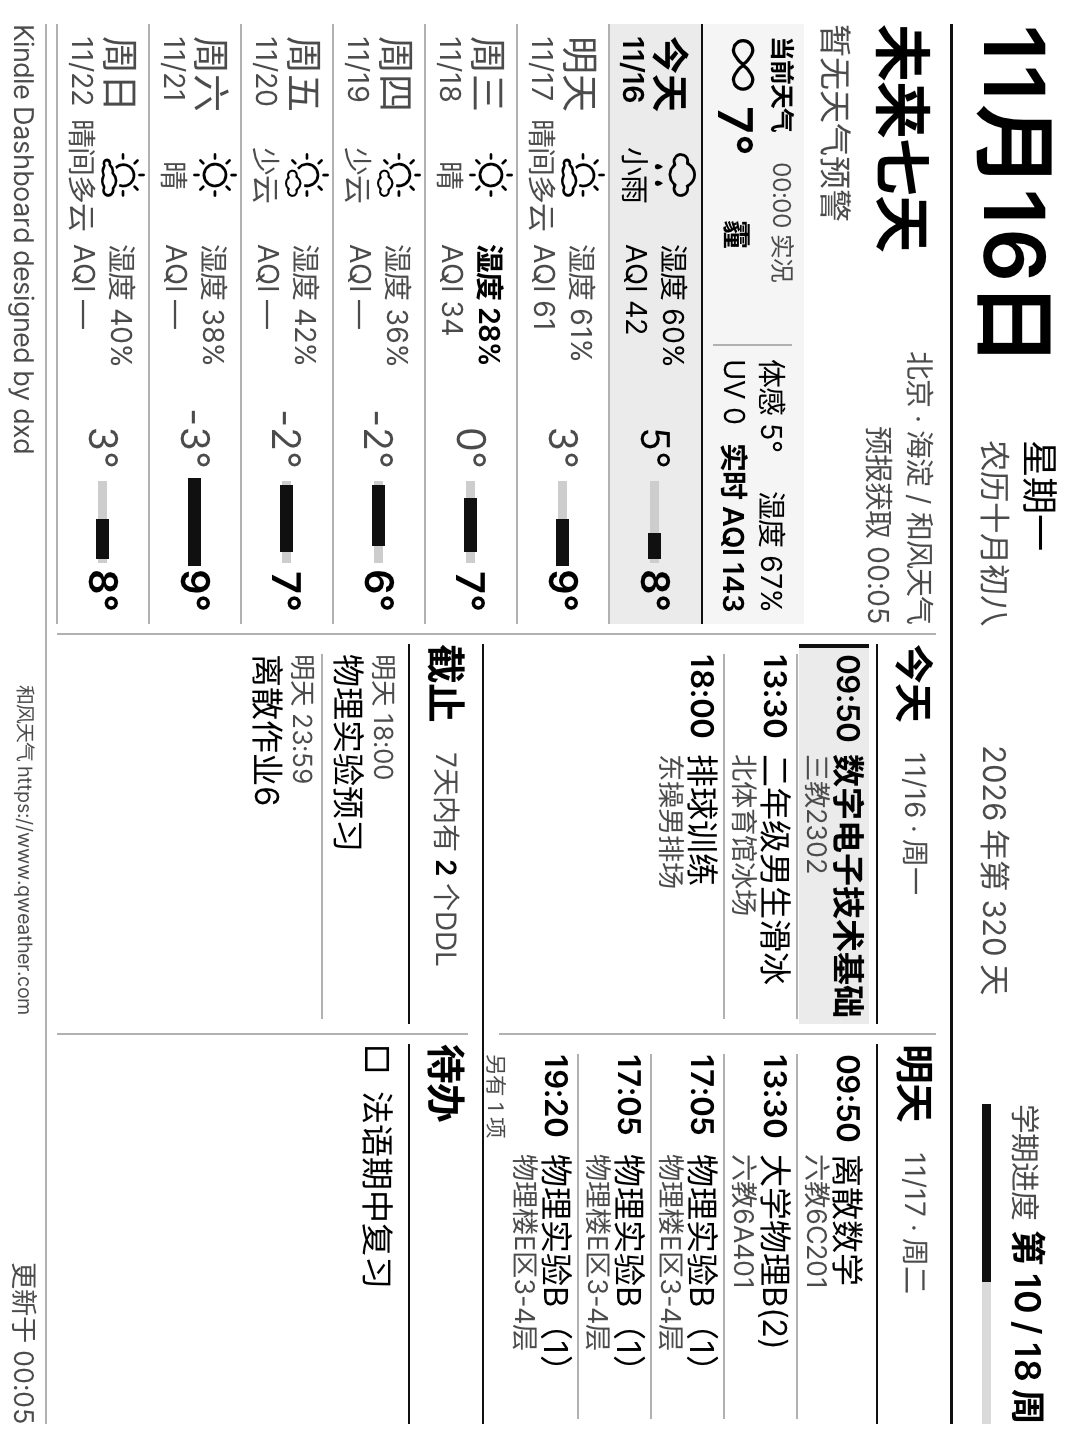 11月16日
星期一
农历十月初八
2026 年第 320 天
学期进度 第 10 / 18 周
未来七天
北京 · 海淀 / 和风天气
预报获取 00:05
暂无天气预警
当前天气 00:00 实况
7° 霾
体感 5° 湿度 67%
UV 0 实时 AQI 143
今天 湿度 60% 5° 8°
11/16 小雨 AQI 42
明天 湿度 61% 3° 9°
11/17 晴间多云 AQI 61
周三 湿度 28% 0° 7°
11/18 晴 AQI 34
周四 湿度 36% -2° 6°
11/19 少云 AQI —
周五 湿度 42% -2° 7°
11/20 少云 AQI —
周六 湿度 38% -3° 9°
11/21 晴 AQI —
周日 湿度 40% 3° 8°
11/22 晴间多云 AQI —
今天 11/16 · 周一
09:50 数字电子技术基础
三教2302
13:30 二年级男生滑冰
北体育馆冰场
18:00 排球训练
东操男排场
明天 11/17 · 周二
09:50 离散数学
六教6C201
13:30 大学物理B(2)
六教6A401
17:05 物理实验B（1）
物理楼E区3-4层
17:05 物理实验B（1）
物理楼E区3-4层
19:20 物理实验B（1）
物理楼E区3-4层
另有 1 项
截止 7天内有 2 个DDL
明天 18:00
物理实验预习
明天 23:59
离散作业6
待办
法语期中复习
Kindle Dashboard designed by dxd
和风天气 https://www.qweather.com
更新于 00:05